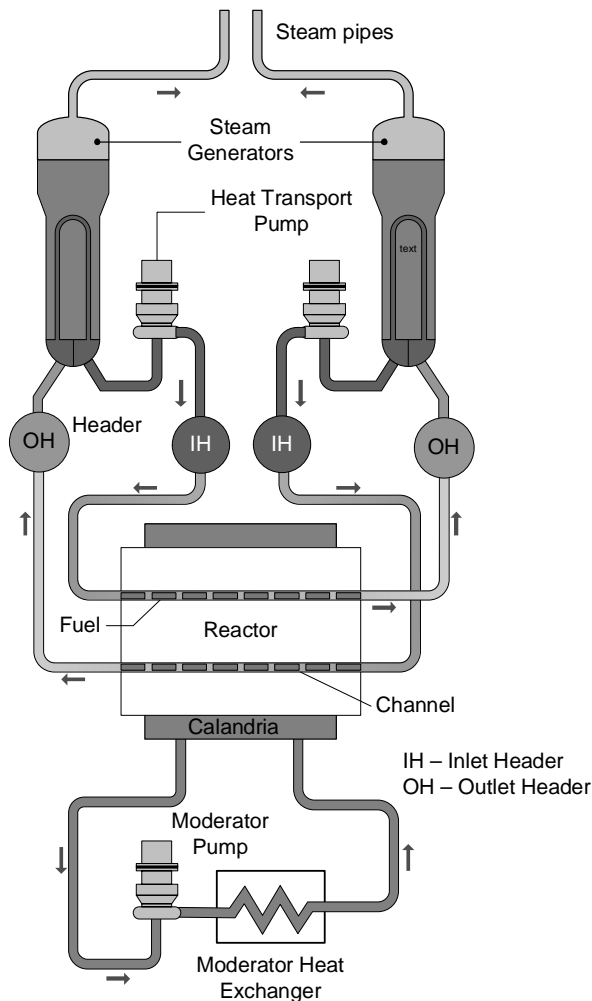 Steam pipes
Steam
Generators
Heat Transport
Pump
text
Header
OH
IH
IH
OH
Fuel
Reactor
Channel
Calandria
IH – Inlet Header
OH – Outlet Header
Moderator
Pump
Moderator Heat
Exchanger